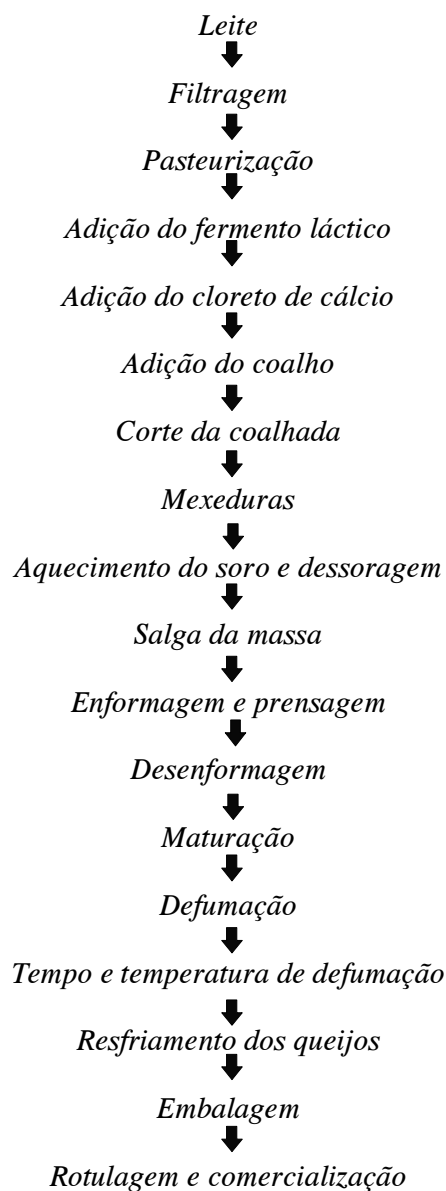 Leite
Filtragem
Pasteurização
Adição do fermento láctico
Adição do cloreto de cálcio
Adição do coalho
Corte da coalhada
Mexeduras
Aquecimento do soro e dessoragem
Salga da massa
Enformagem e prensagem
Desenformagem
Maturação
Defumação
Tempo e temperatura de defumação
Resfriamento dos queijos
Embalagem
Rotulagem e comercialização